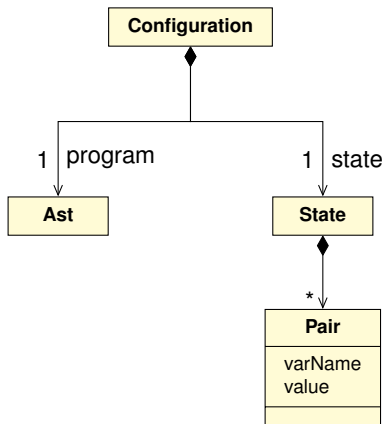 Configuration
1 program
1 state
Ast
State
*
Pair
varName
value